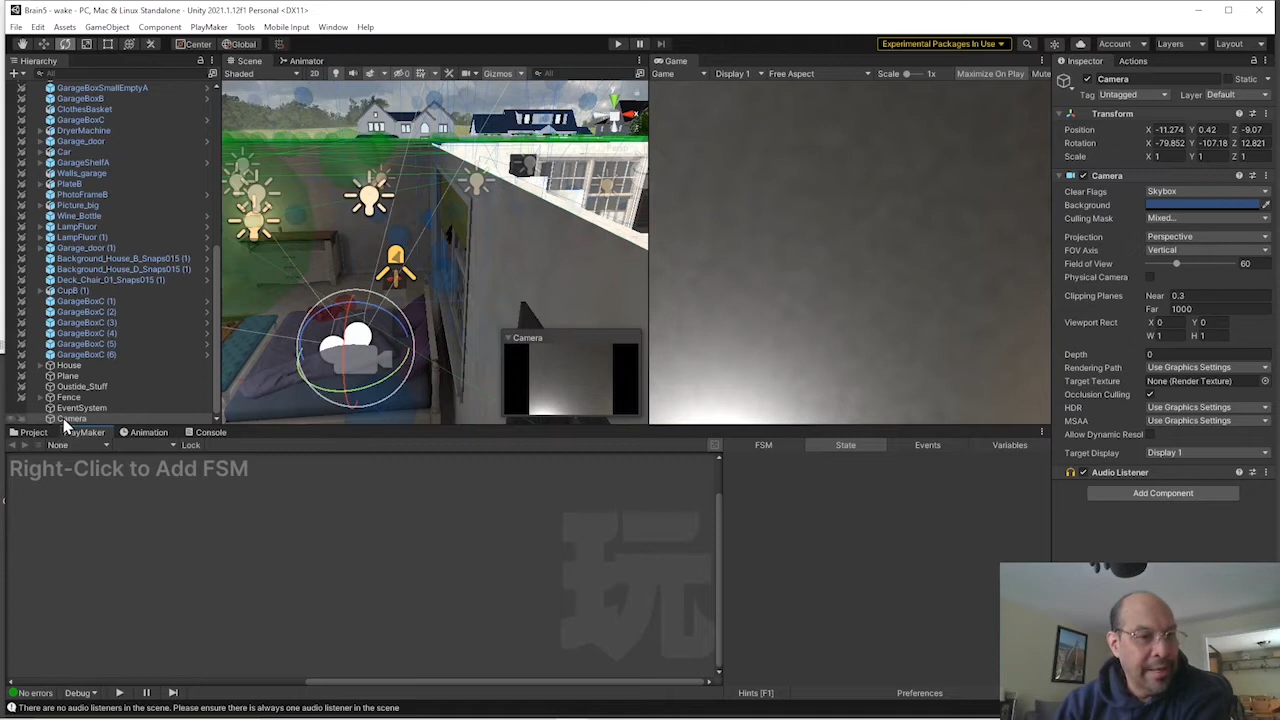 Brain5 - wake - PC, Mac & Linux Standalone - Unity 2021.1.12f1 Personal <DX11>
File Edit Assets GameObject Component PlayMaker Tools Mobile Input Window Help
Center Global Experimental Packages In Use Account Layers Layout
Hierarchy Scene Animator Game Inspector Actions
All Shaded 2D 0 Gizmos All Game Display 1 Free Aspect Scale 1x Maximize On Play Mute
GarageBoxSmallEmptyA
GarageBoxB
ClothesBasket
GarageBoxC
DryerMachine
Garage_door
Car
GarageShelfA
Walls_garage
PlateB
PhotoFrameB
Picture_big
Wine_Bottle
LampFluor
LampFluor (1)
Garage_door (1)
Background_House_B_Snaps015 (1)
Background_House_D_Snaps015 (1)
Deck_Chair_01_Snaps015 (1)
CupB (1)
GarageBoxC (1)
GarageBoxC (2)
GarageBoxC (3)
GarageBoxC (4)
GarageBoxC (5)
GarageBoxC (6)
House
Plane
Oustide_Stuff
Fence
EventSystem
Camera
Camera
Camera Static
Tag Untagged Layer Default
Transform
Position X -11.274 Y 0.42 Z -9.07
Rotation X -79.852 Y -107.18 Z 12.821
Scale X 1 Y 1 Z 1
Camera
Clear Flags Skybox
Background
Culling Mask Mixed...
Projection Perspective
FOV Axis Vertical
Field of View 60
Physical Camera
Clipping Planes Near 0.3
Far 1000
Viewport Rect X 0 Y 0
W 1 H 1
Depth 0
Rendering Path Use Graphics Settings
Target Texture None (Render Texture)
Occlusion Culling
HDR Use Graphics Settings
MSAA Use Graphics Settings
Allow Dynamic Resol
Target Display Display 1
Audio Listener
Add Component
Project PlayMaker Animation Console
None Lock FSM State Events Variables
Right-Click to Add FSM
玩
No errors Debug Hints [F1] Preferences
There are no audio listeners in the scene. Please ensure there is always one audio listener in the scene